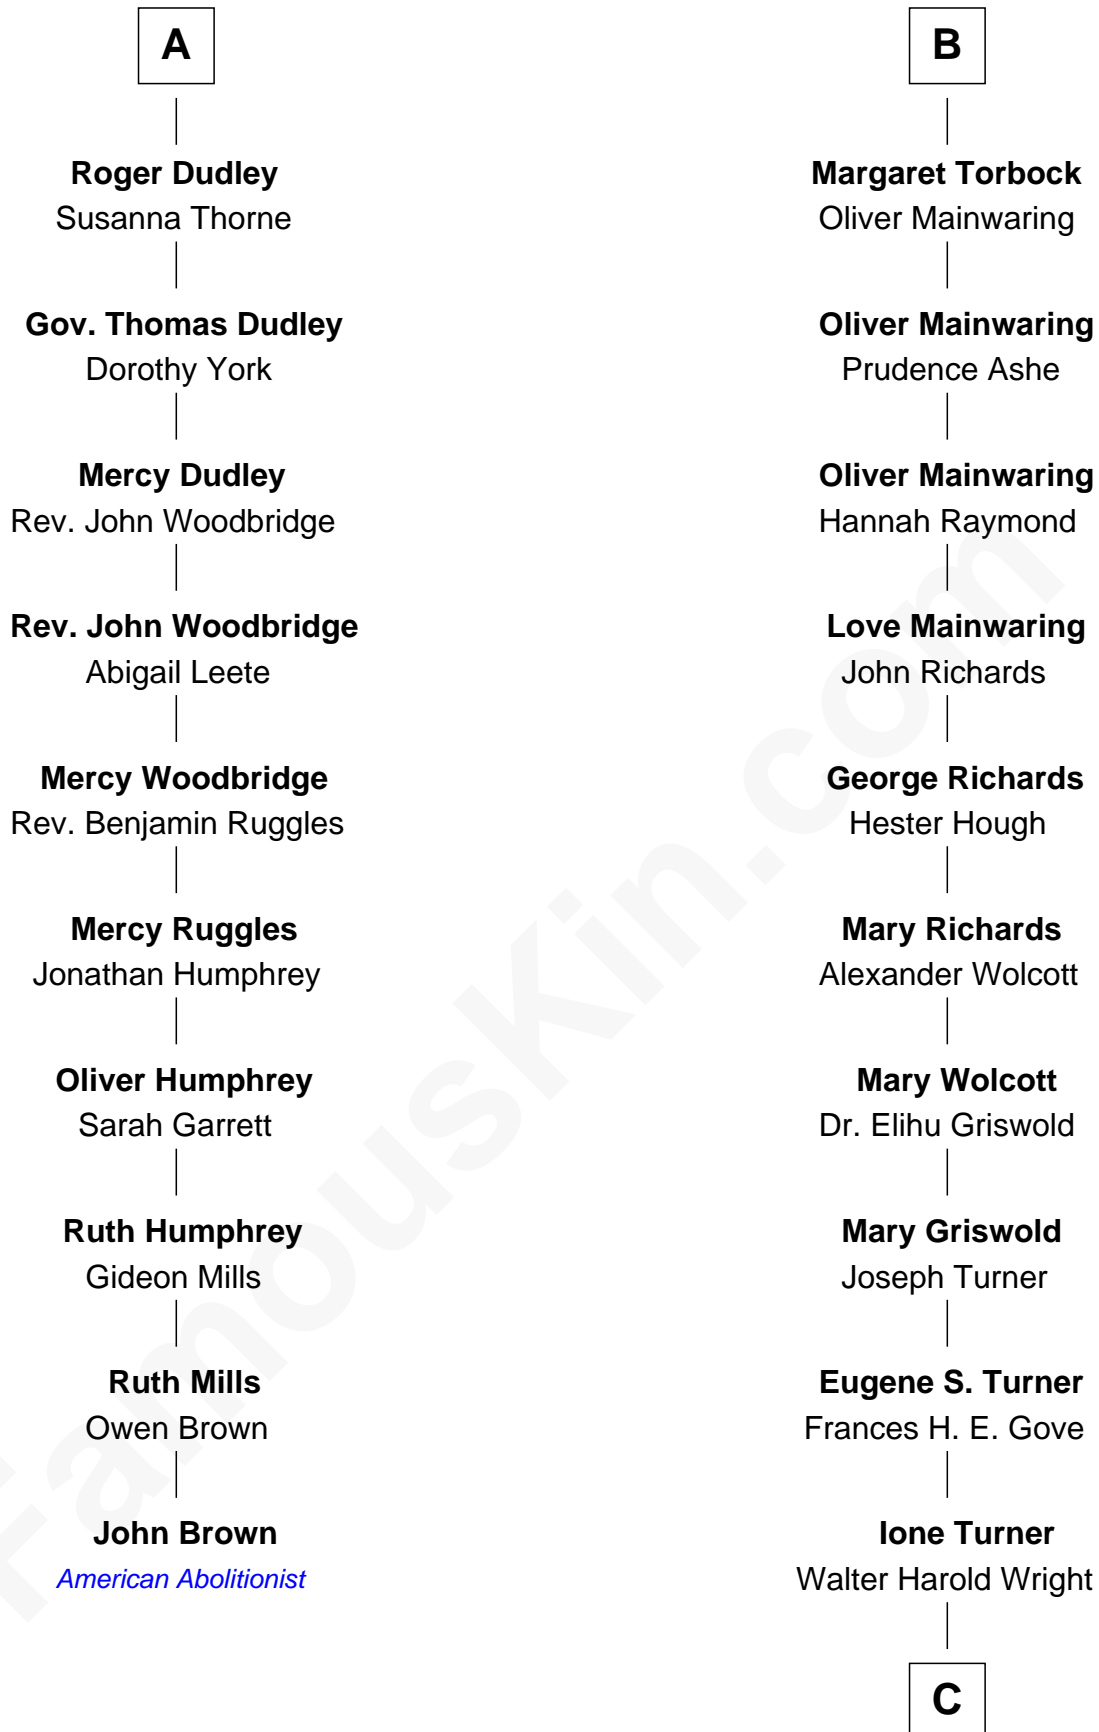 A
Roger Dudley
Susanna Thorne
Gov. Thomas Dudley
Dorothy York
Mercy Dudley
Rev. John Woodbridge
Rev. John Woodbridge
Abigail Leete
Mercy Woodbridge
Rev. Benjamin Ruggles
Mercy Ruggles
Jonathan Humphrey
Oliver Humphrey
Sarah Garrett
Ruth Humphrey
Gideon Mills
Ruth Mills
Owen Brown
John Brown
American Abolitionist
B
Margaret Torbock
Oliver Mainwaring
Oliver Mainwaring
Prudence Ashe
Oliver Mainwaring
Hannah Raymond
Love Mainwaring
John Richards
George Richards
Hester Hough
Mary Richards
Alexander Wolcott
Mary Wolcott
Dr. Elihu Griswold
Mary Griswold
Joseph Turner
Eugene S. Turner
Frances H. E. Gove
Ione Turner
Walter Harold Wright
C
FamousKin.com